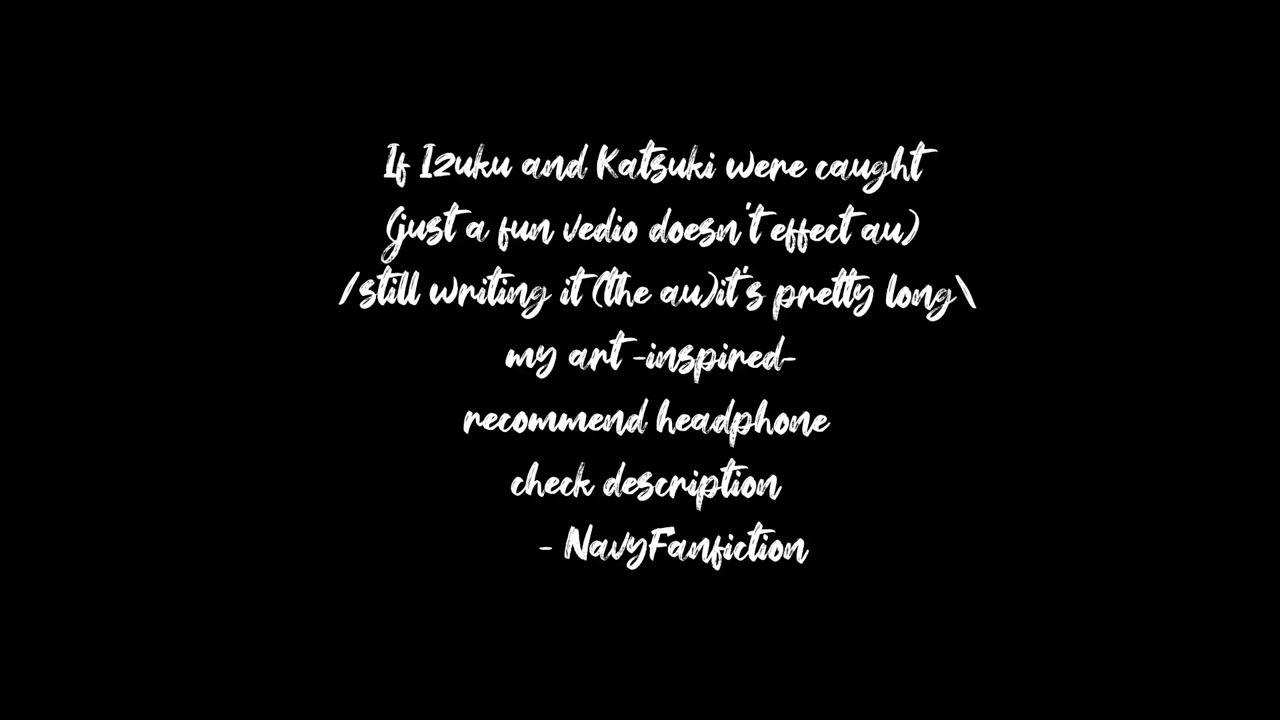 If Izuku and Katsuki were caught
(just a fun vedio doesn't effect au)
/still writing it (the au)it's pretty long\
my art -inspired-
recommend headphone
check description
- NavyFanfiction